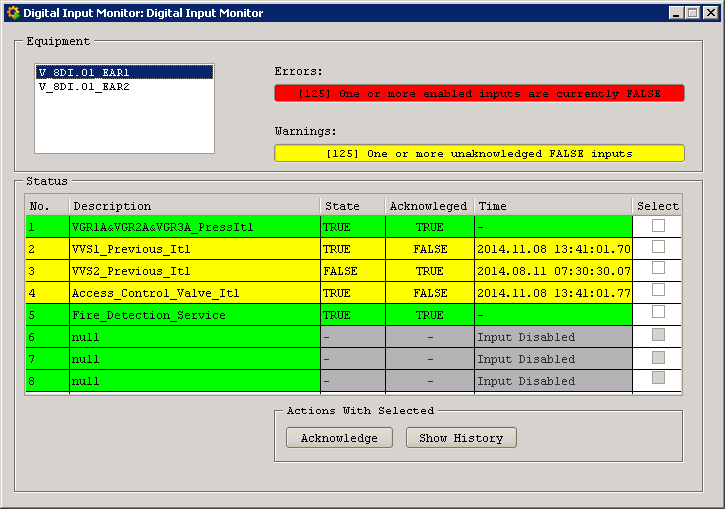 Digital Input Monitor: Digital Input Monitor
Equipment
V_8DI.01_EAR1
V_8DI.01_EAR2
Errors:
[125] One or more enabled inputs are currently FALSE
Warnings:
[125] One or more unaknowledged FALSE inputs
Status
No. Description State Acknowleged Time Select
1 VGR1A&VGR2A&VGR3A_PressItl TRUE TRUE -
2 VVS1_Previous_Itl TRUE FALSE 2014.11.08 13:41:01.70
3 VVS2_Previous_Itl FALSE TRUE 2014.08.11 07:30:30.07
4 Access_Control_Valve_Itl TRUE FALSE 2014.11.08 13:41:01.77
5 Fire_Detection_Service TRUE TRUE -
6 null - - Input Disabled
7 null - - Input Disabled
8 null - - Input Disabled
Actions With Selected
Acknowledge Show History